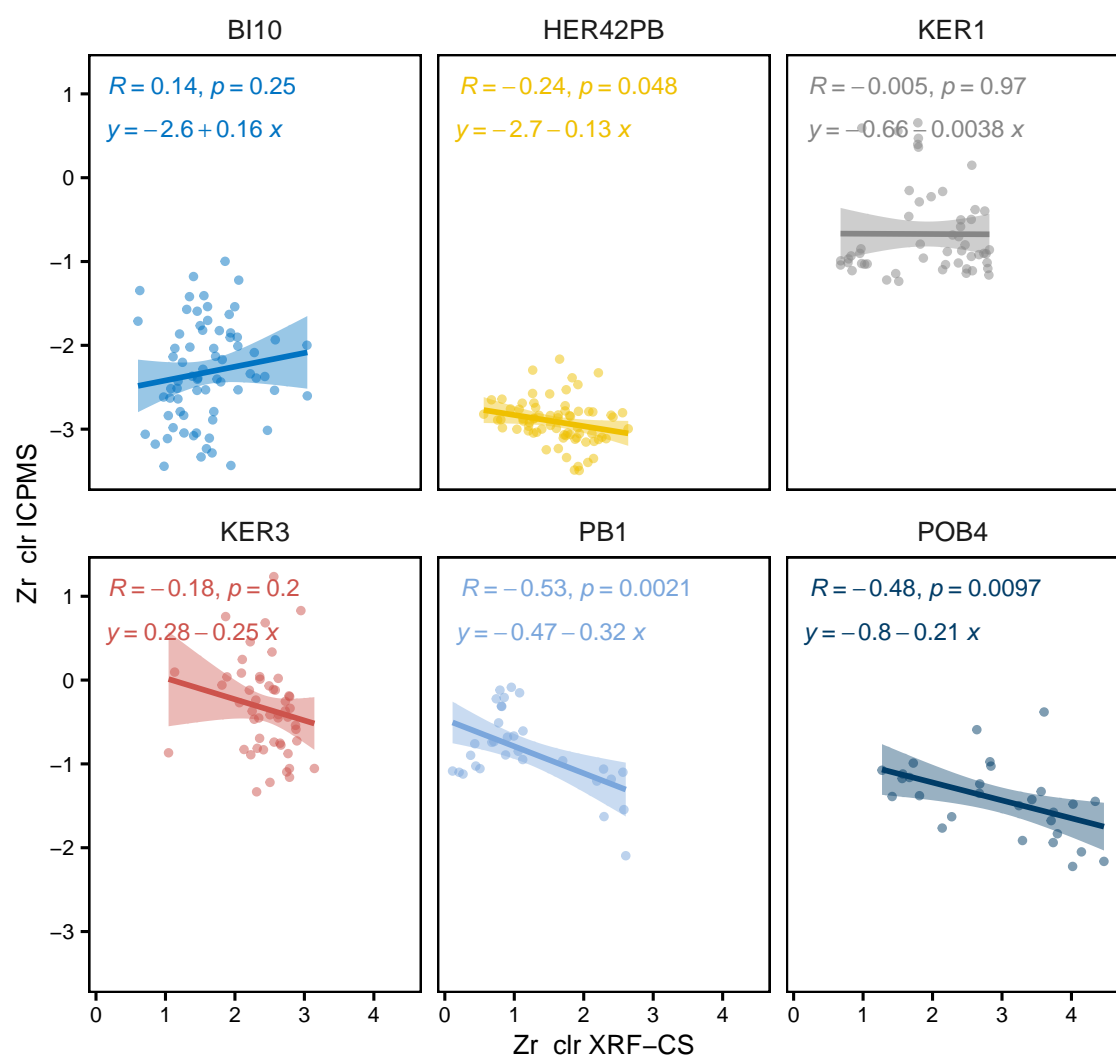 BI10 HER42PB KER1
R = 0.14, p = 0.25 R = −0.24, p = 0.048 R = −0.005, p = 0.97
y = −2.6 + 0.16 x y = −2.7 − 0.13 x y = −0.66 − 0.0038 x
1
0
−1
−2
−3
Zr clr ICPMS
KER3 PB1 POB4
R = −0.18, p = 0.2 R = −0.53, p = 0.0021 R = −0.48, p = 0.0097
y = 0.28 − 0.25 x y = −0.47 − 0.32 x y = −0.8 − 0.21 x
1
0
−1
−2
−3
0 1 2 3 4 0 1 2 3 4 0 1 2 3 4
Zr clr XRF−CS